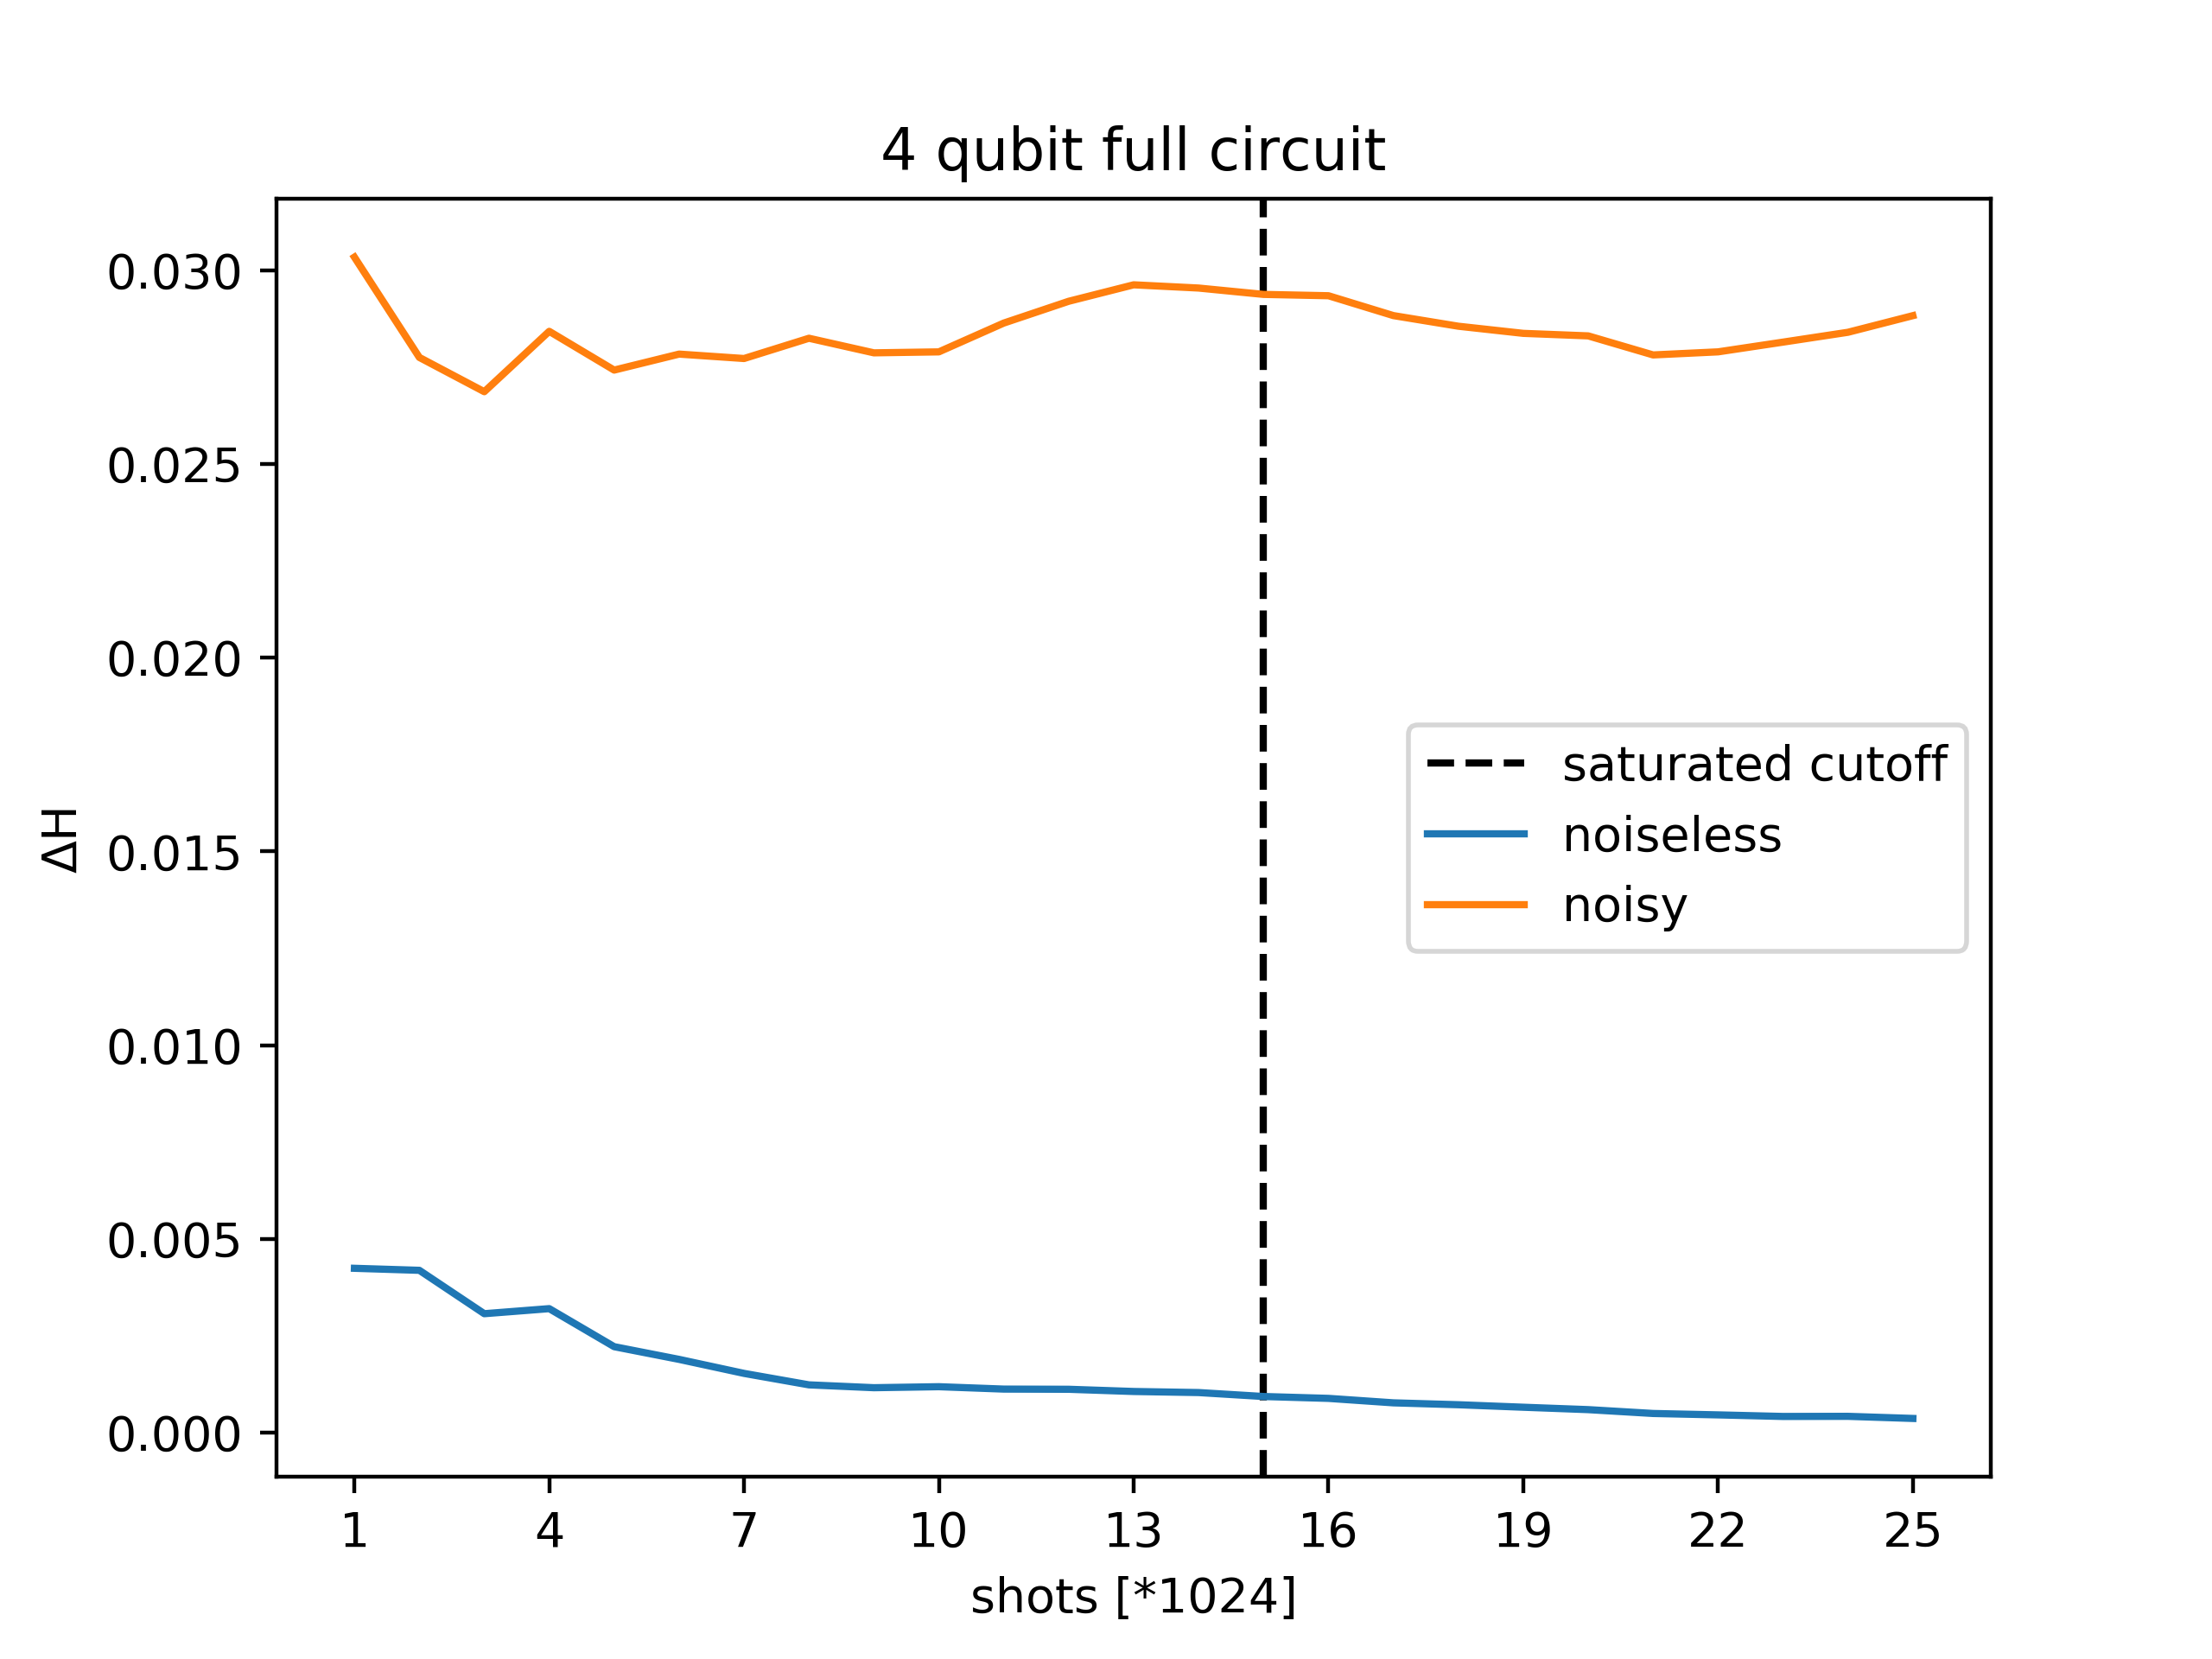 4 qubit full circuit
0.030
0.025
0.020
0.015
0.010
0.005
0.000
ΔH
saturated cutoff
noiseless
noisy
1 4 7 10 13 16 19 22 25
shots [*1024]